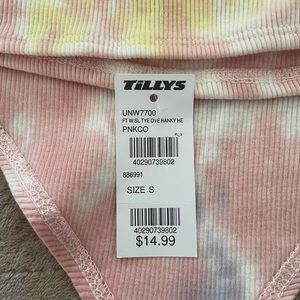 TiLLYS
UNW7700
FT W SL TYE DYE HANKY HE
PNKCO
40290739802
886991
SIZE S
40290739802
$14.99